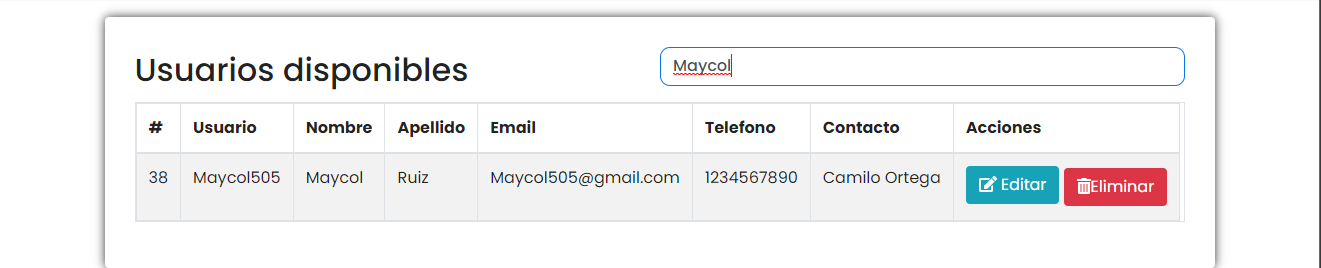 Usuarios disponibles
Maycol
# Usuario Nombre Apellido Email Telefono Contacto Acciones
38 Maycol505 Maycol Ruiz Maycol505@gmail.com 1234567890 Camilo Ortega Editar Eliminar